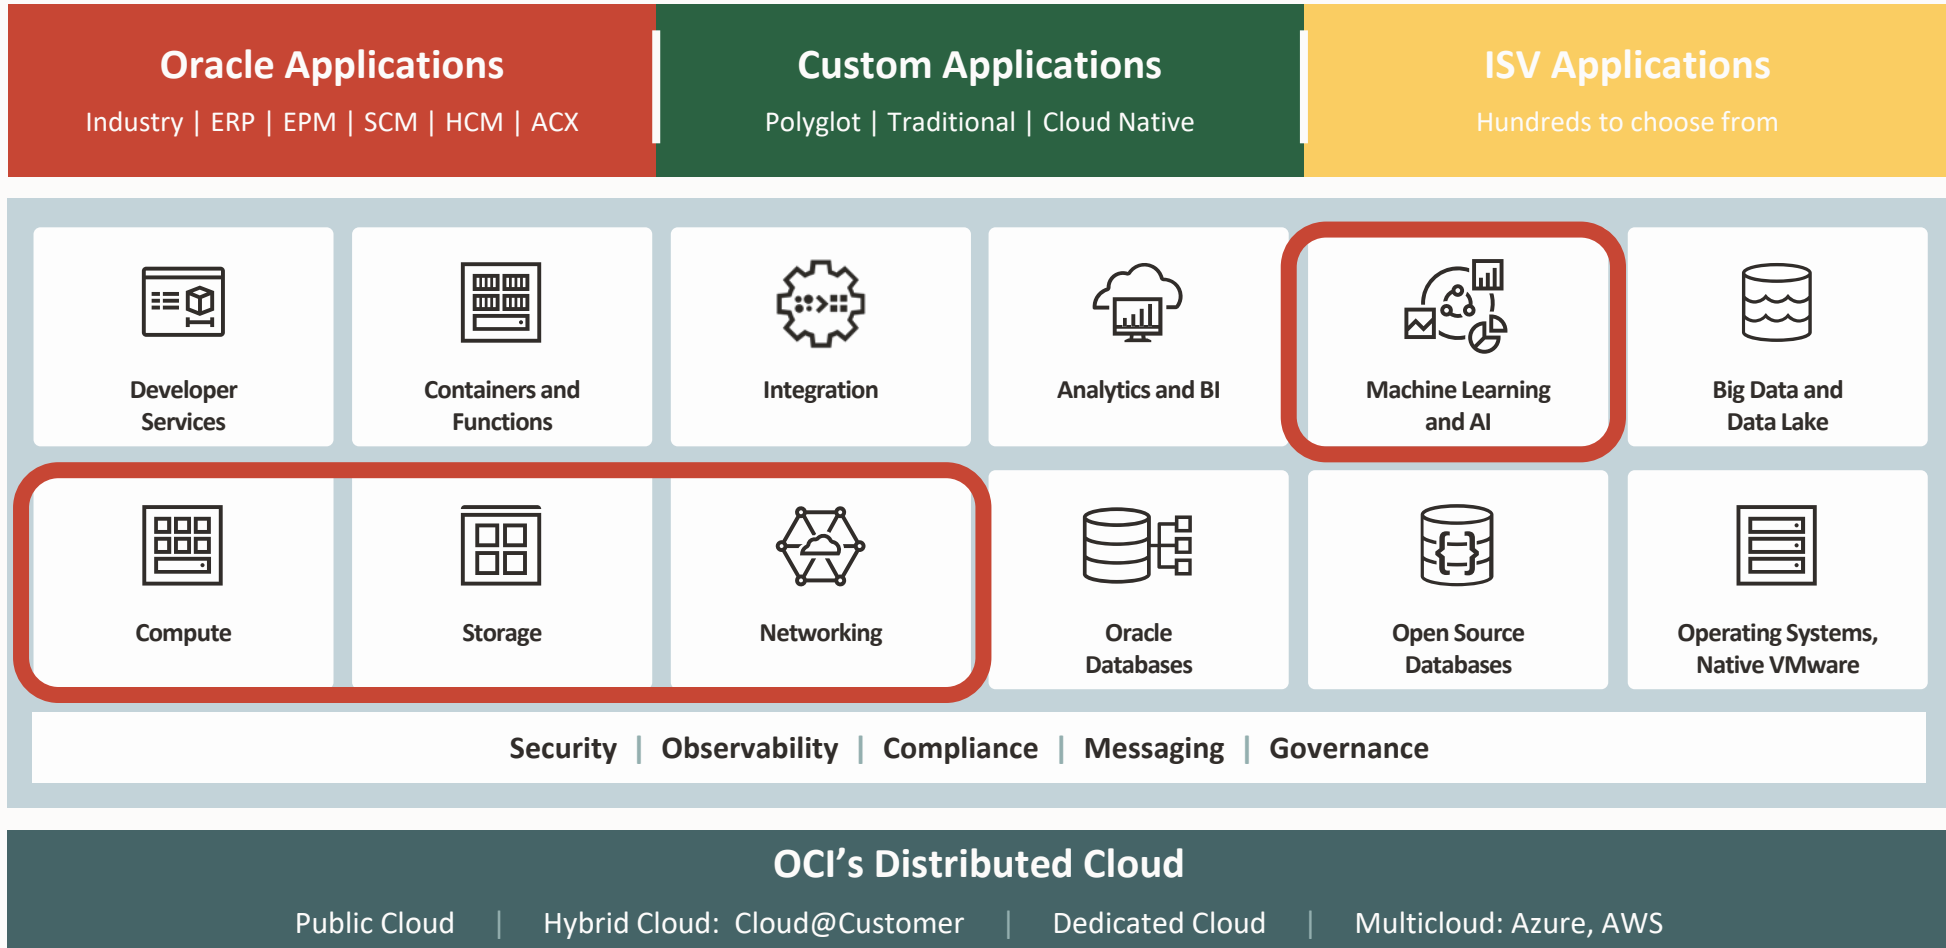 Oracle Applications
Industry | ERP | EPM | SCM | HCM | ACX
Custom Applications
Polyglot | Traditional | Cloud Native
ISV Applications
Hundreds to choose from
Developer
Services
Containers and
Functions
Integration
Analytics and BI
Machine Learning
and AI
Big Data and
Data Lake
Compute
Storage
Networking
Oracle
Databases
Open Source
Databases
Operating Systems,
Native VMware
Security | Observability | Compliance | Messaging | Governance
OCI’s Distributed Cloud
Public Cloud | Hybrid Cloud: Cloud@Customer | Dedicated Cloud | Multicloud: Azure, AWS